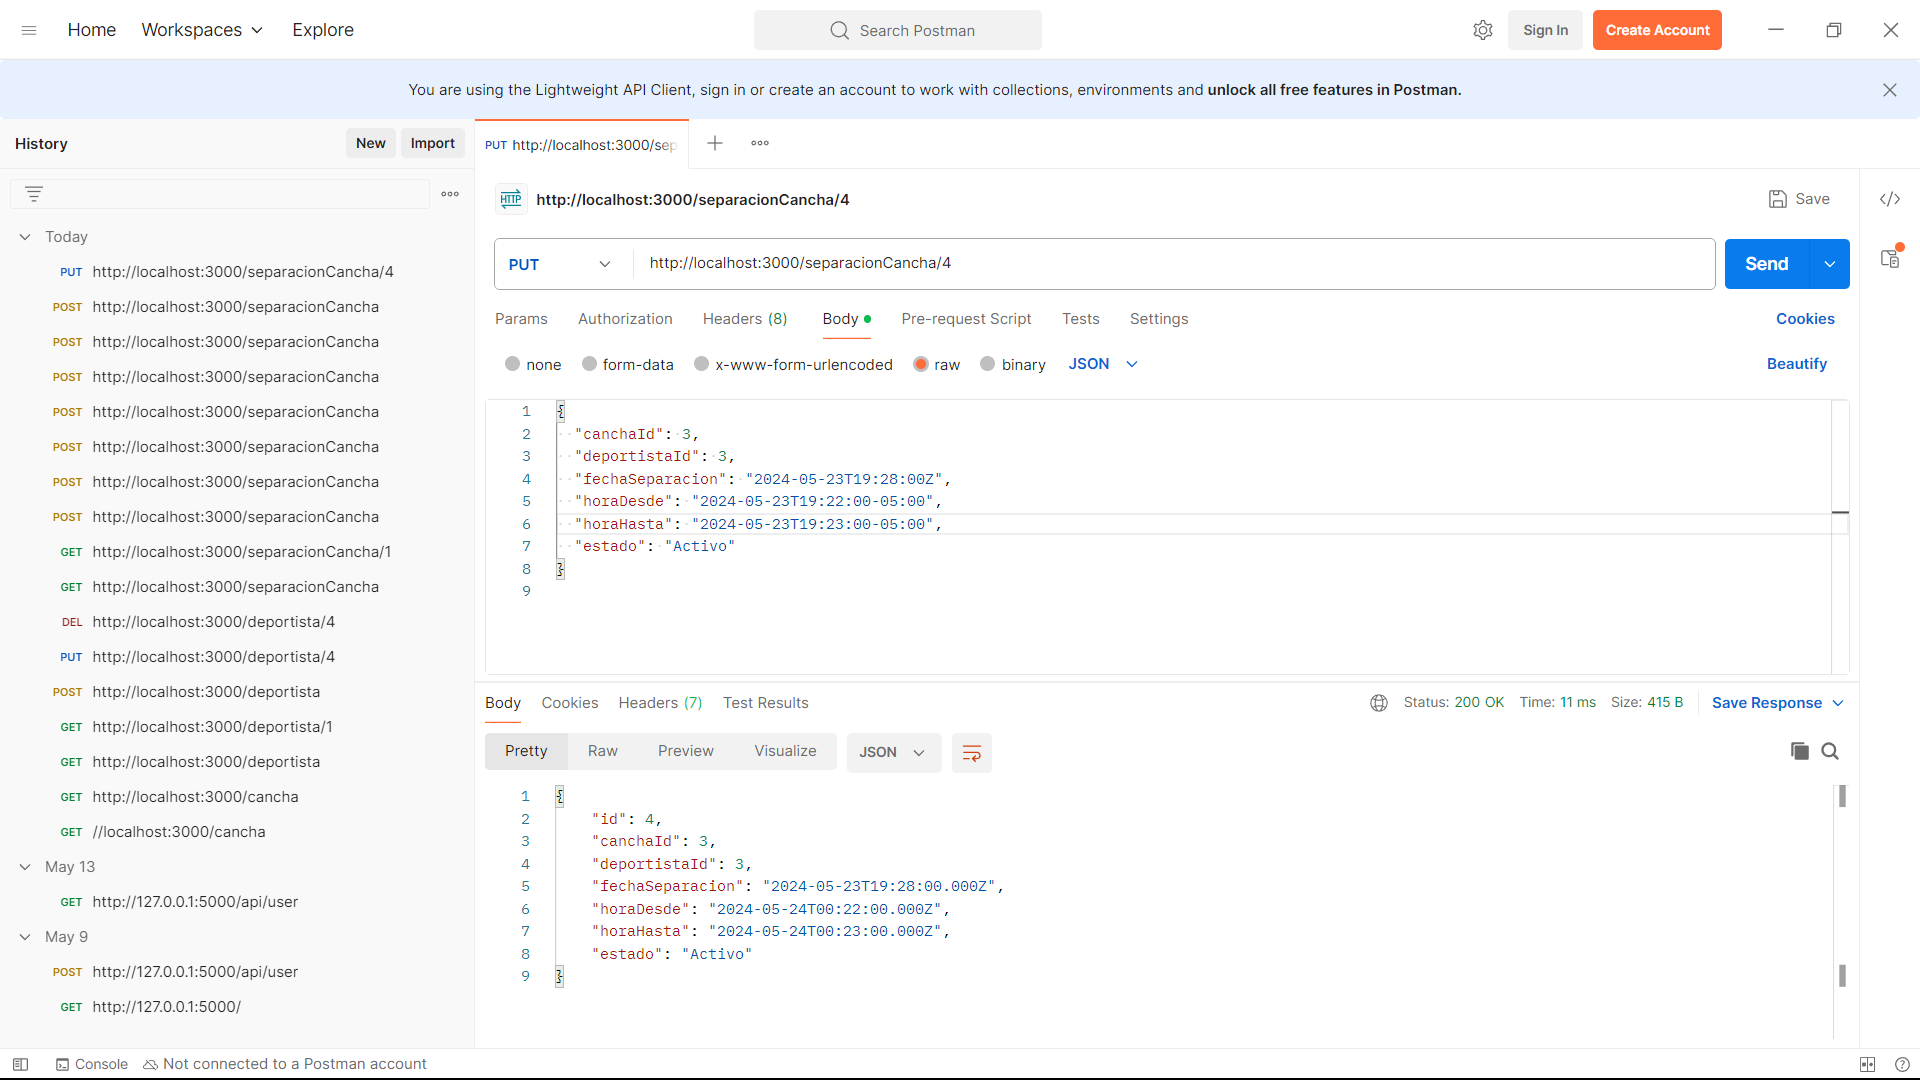 Home Workspaces Explore Search Postman Sign In Create Account
You are using the Lightweight API Client, sign in or create an account to work with collections, environments and unlock all free features in Postman.
History New Import
Today
PUT http://localhost:3000/separacionCancha/4
POST http://localhost:3000/separacionCancha
POST http://localhost:3000/separacionCancha
POST http://localhost:3000/separacionCancha
POST http://localhost:3000/separacionCancha
POST http://localhost:3000/separacionCancha
POST http://localhost:3000/separacionCancha
POST http://localhost:3000/separacionCancha
GET http://localhost:3000/separacionCancha/1
GET http://localhost:3000/separacionCancha
DEL http://localhost:3000/deportista/4
PUT http://localhost:3000/deportista/4
POST http://localhost:3000/deportista
GET http://localhost:3000/deportista/1
GET http://localhost:3000/deportista
GET http://localhost:3000/cancha
GET //localhost:3000/cancha
May 13
GET http://127.0.0.1:5000/api/user
May 9
POST http://127.0.0.1:5000/api/user
GET http://127.0.0.1:5000/
PUT http://localhost:3000/sep
HTTP http://localhost:3000/separacionCancha/4 Save
PUT http://localhost:3000/separacionCancha/4 Send
Params Authorization Headers (8) Body Pre-request Script Tests Settings Cookies
none form-data x-www-form-urlencoded raw binary JSON Beautify
1 {
2 "canchaId": 3,
3 "deportistaId": 3,
4 "fechaSeparacion": "2024-05-23T19:28:00Z",
5 "horaDesde": "2024-05-23T19:22:00-05:00",
6 "horaHasta": "2024-05-23T19:23:00-05:00",
7 "estado": "Activo"
8 }
9
Body Cookies Headers (7) Test Results Status: 200 OK Time: 11 ms Size: 415 B Save Response
Pretty Raw Preview Visualize JSON
1 {
2 "id": 4,
3 "canchaId": 3,
4 "deportistaId": 3,
5 "fechaSeparacion": "2024-05-23T19:28:00.000Z",
6 "horaDesde": "2024-05-24T00:22:00.000Z",
7 "horaHasta": "2024-05-24T00:23:00.000Z",
8 "estado": "Activo"
9 }
Console Not connected to a Postman account